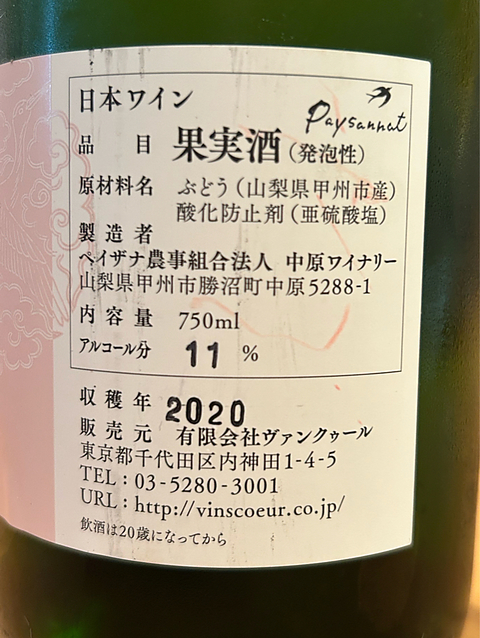 日本ワイン
Paysannat
品目 果実酒（発泡性）
原材料名 ぶどう（山梨県甲州市産）
酸化防止剤（亜硫酸塩）
製造者
ペイザナ農事組合法人 中原ワイナリー
山梨県甲州市勝沼町中原5288-1
内容量 750ml
アルコール分 11 %
収穫年 2020
販売元 有限会社ヴァンクゥール
東京都千代田区内神田1-4-5
TEL : 03-5280-3001
URL : http://vinscoeur.co.jp/
飲酒は20歳になってから